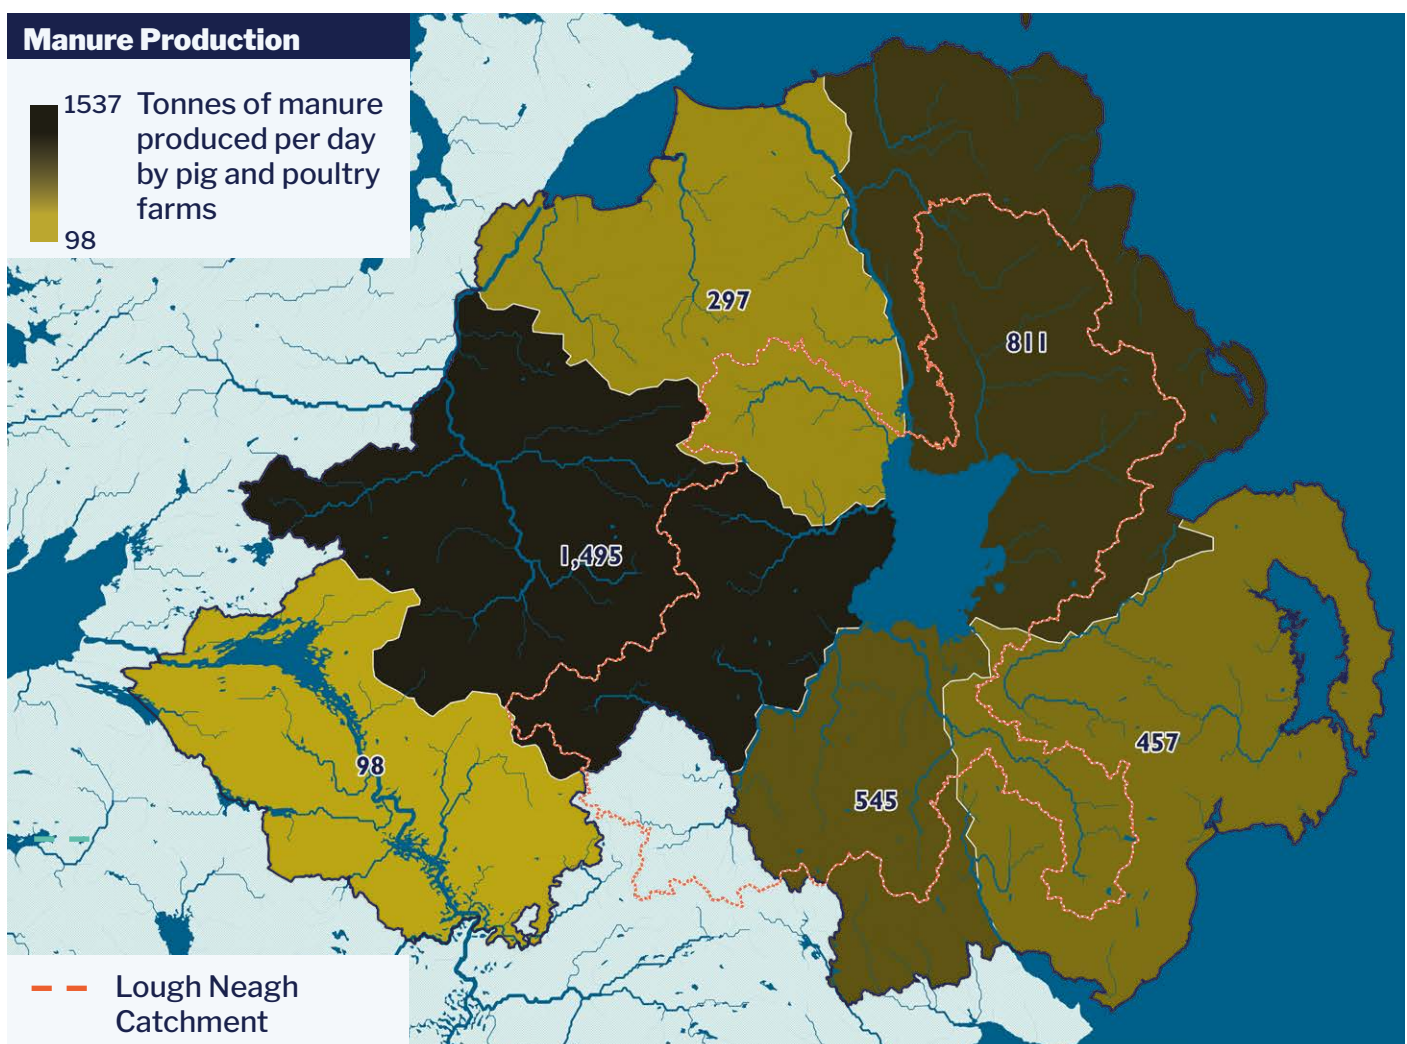 Manure Production
1537
Tonnes of manure
produced per day
by pig and poultry
farms
98
297
811
1,495
98
457
545
Lough Neagh
Catchment